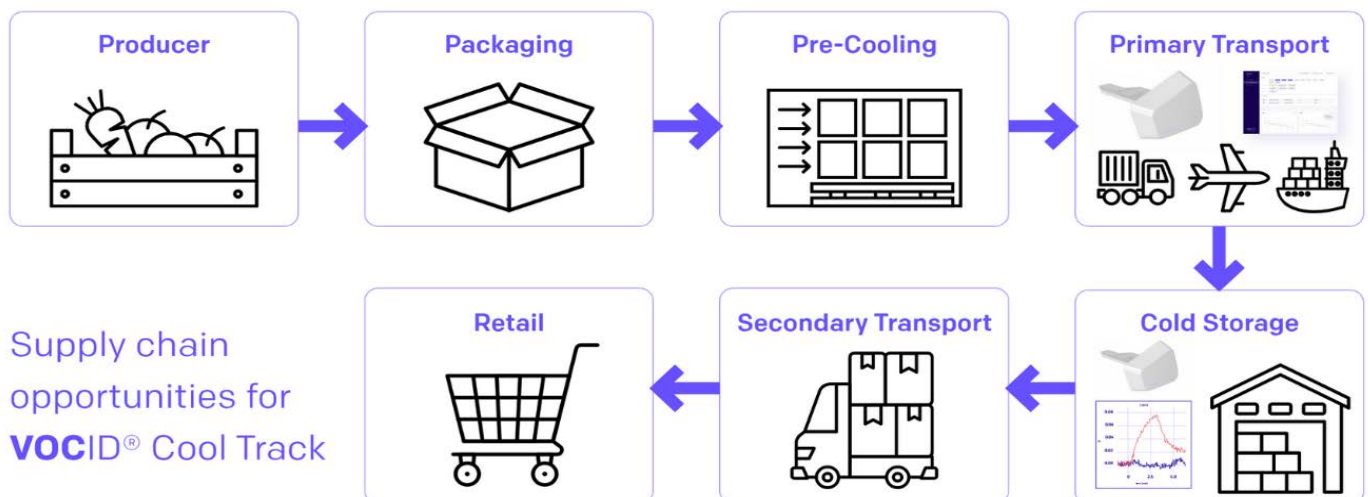 Producer
Packaging
Pre-Cooling
Primary Transport
Supply chain
opportunities for
VOCID® Cool Track
Retail
Secondary Transport
Cold Storage